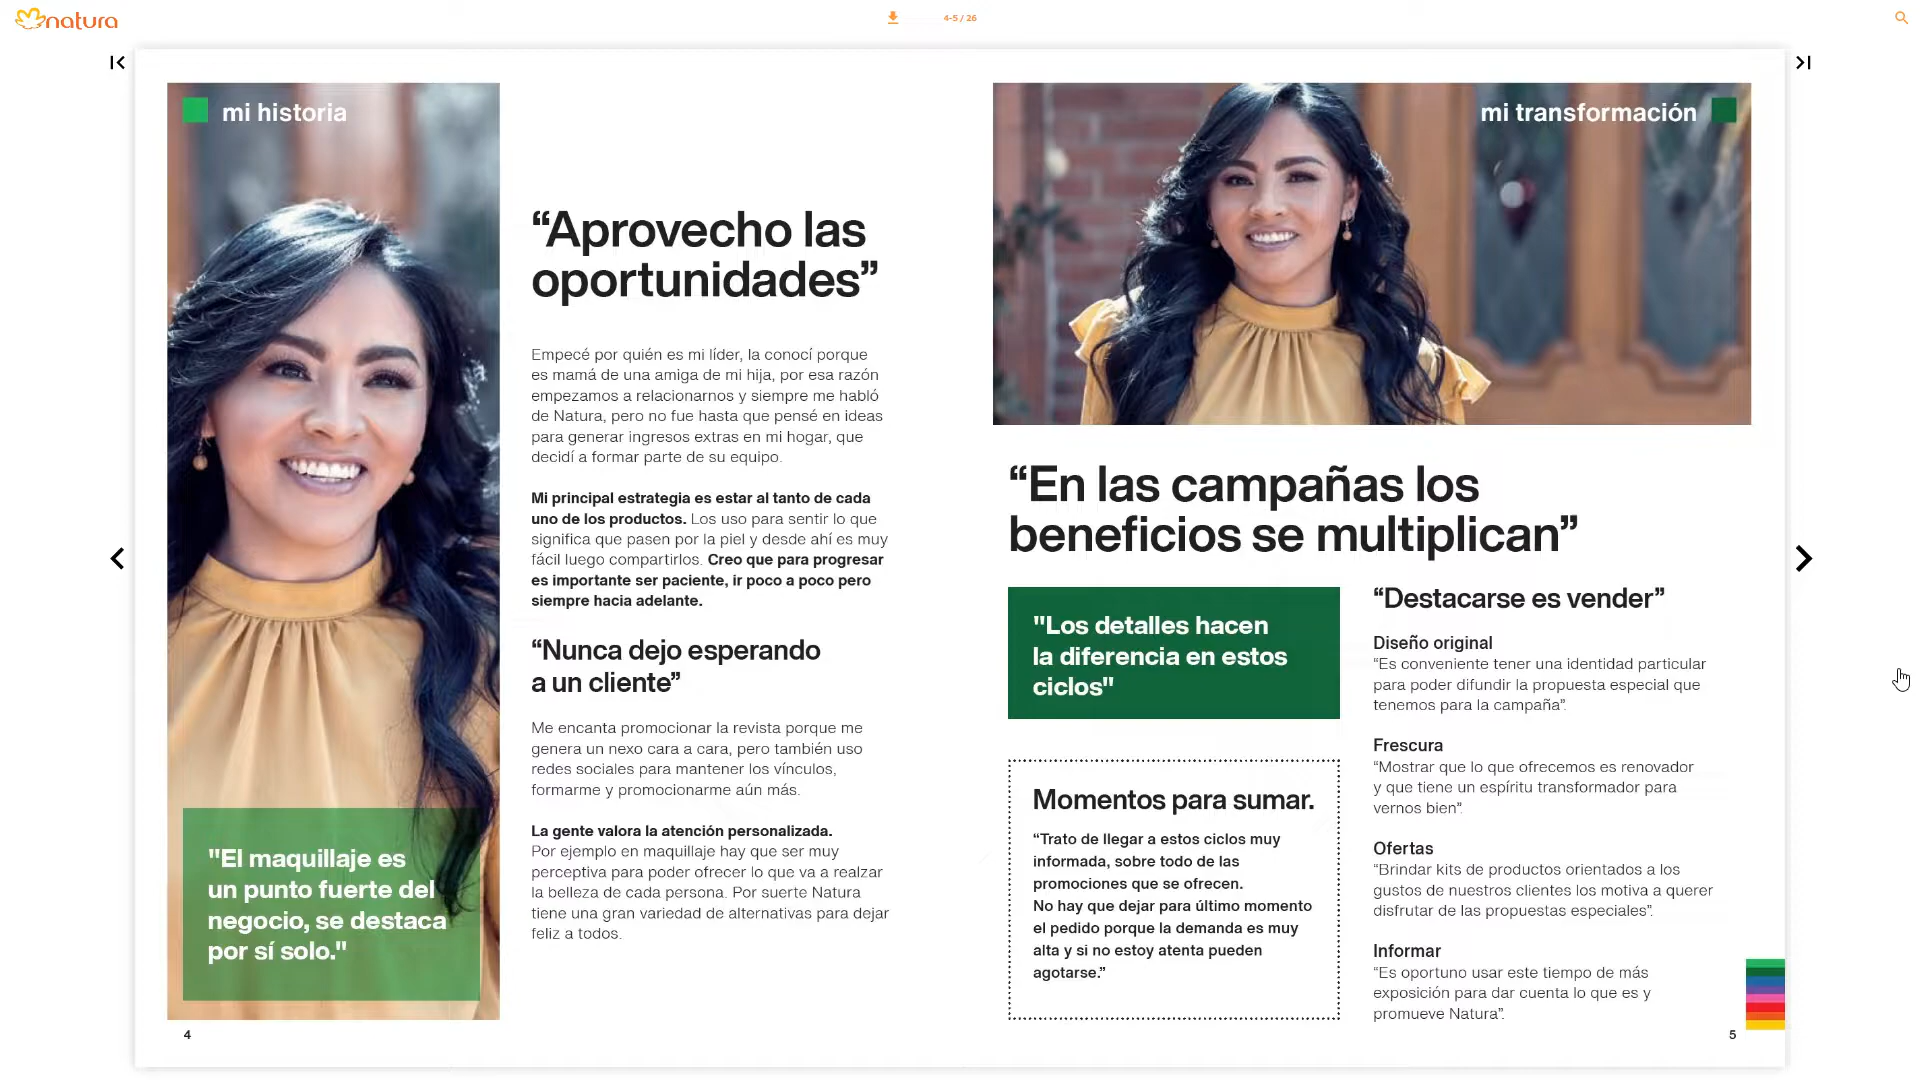 natura
4-5 / 26
mi historia
“Aprovecho las
oportunidades”
Empecé por quién es mi líder, la conocí porque
es mamá de una amiga de mi hija, por esa razón
empezamos a relacionarnos y siempre me habló
de Natura, pero no fue hasta que pensé en ideas
para generar ingresos extras en mi hogar, que
decidí a formar parte de su equipo.
Mi principal estrategia es estar al tanto de cada
uno de los productos. Los uso para sentir lo que
significa que pasen por la piel y desde ahí es muy
fácil luego compartirlos. Creo que para progresar
es importante ser paciente, ir poco a poco pero
siempre hacia adelante.
“Nunca dejo esperando
a un cliente”
Me encanta promocionar la revista porque me
genera un nexo cara a cara, pero también uso
redes sociales para mantener los vínculos,
formarme y promocionarme aún más.
La gente valora la atención personalizada.
Por ejemplo en maquillaje hay que ser muy
perceptiva para poder ofrecer lo que va a realzar
la belleza de cada persona. Por suerte Natura
tiene una gran variedad de alternativas para dejar
feliz a todos.
"El maquillaje es
un punto fuerte del
negocio, se destaca
por sí solo."
4
mi transformación
“En las campañas los
beneficios se multiplican”
"Los detalles hacen
la diferencia en estos
ciclos"
Momentos para sumar.
“Trato de llegar a estos ciclos muy
informada, sobre todo de las
promociones que se ofrecen.
No hay que dejar para último momento
el pedido porque la demanda es muy
alta y si no estoy atenta pueden
agotarse.”
“Destacarse es vender”
Diseño original
“Es conveniente tener una identidad particular
para poder difundir la propuesta especial que
tenemos para la campaña”.
Frescura
“Mostrar que lo que ofrecemos es renovador
y que tiene un espíritu transformador para
vernos bien”.
Ofertas
“Brindar kits de productos orientados a los
gustos de nuestros clientes los motiva a querer
disfrutar de las propuestas especiales”.
Informar
“Es oportuno usar este tiempo de más
exposición para dar cuenta lo que es y
promueve Natura”.
5